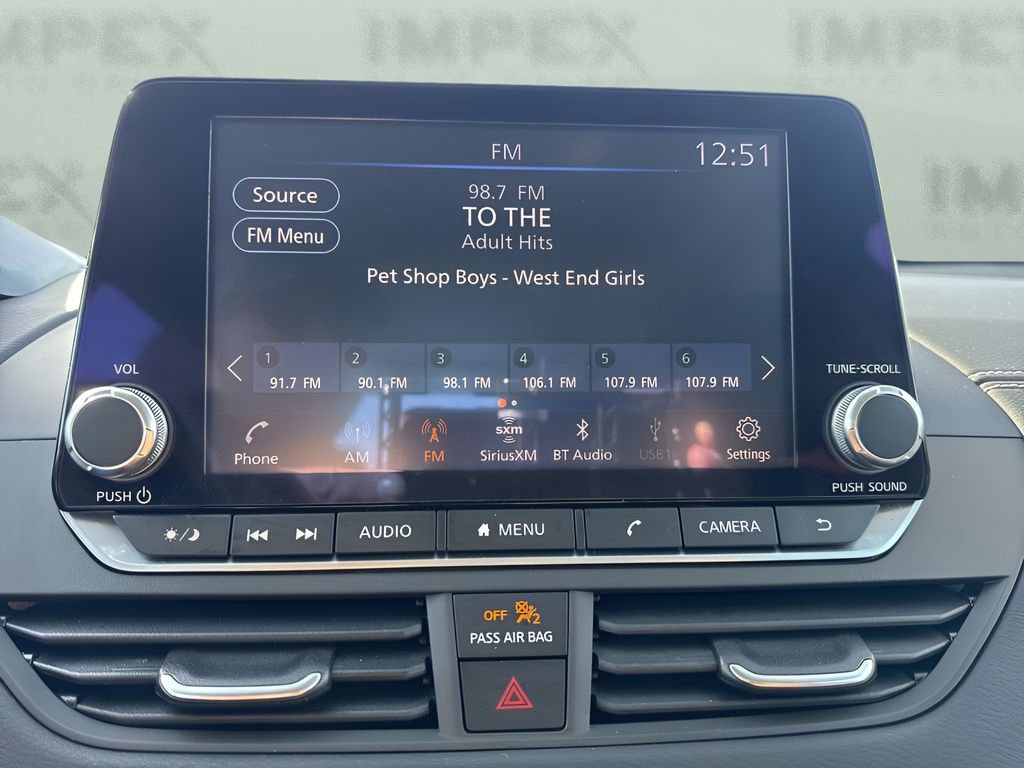 IMPEX
IMPEX
IMPEX
FM
12:51
Source
98.7 FM
TO THE
FM Menu
Adult Hits
Pet Shop Boys - West End Girls
1
2
3
4
5
6
91.7 FM
90.1 FM
98.1 FM
106.1 FM
107.9 FM
107.9 FM
VOL
TUNE-SCROLL
Phone
AM
FM
sxm
SiriusXM
BT Audio
USB1
Settings
PUSH
PUSH SOUND
AUDIO
MENU
CAMERA
OFF
2
PASS AIR BAG